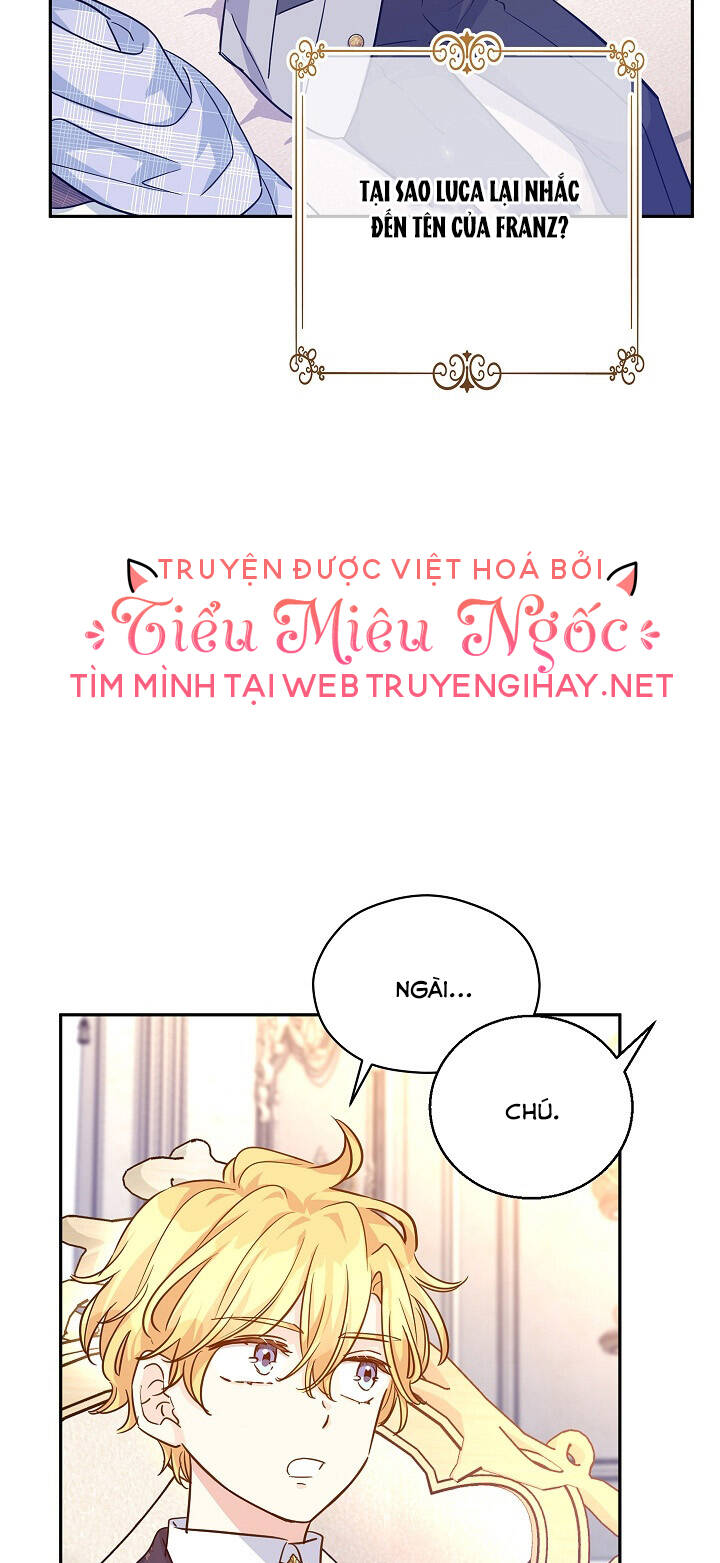 TẠI SAO LUCA LẠI NHẮC
ĐẾN TÊN CỦA FRANZ?
TRUYỆN ĐƯỢC VIỆT HOÁ BỞI
Tiểu Miêu Ngốc
TÌM MÌNH TẠI WEB TRUYENGIHAY.NET
NGÀI...
CHÚ.